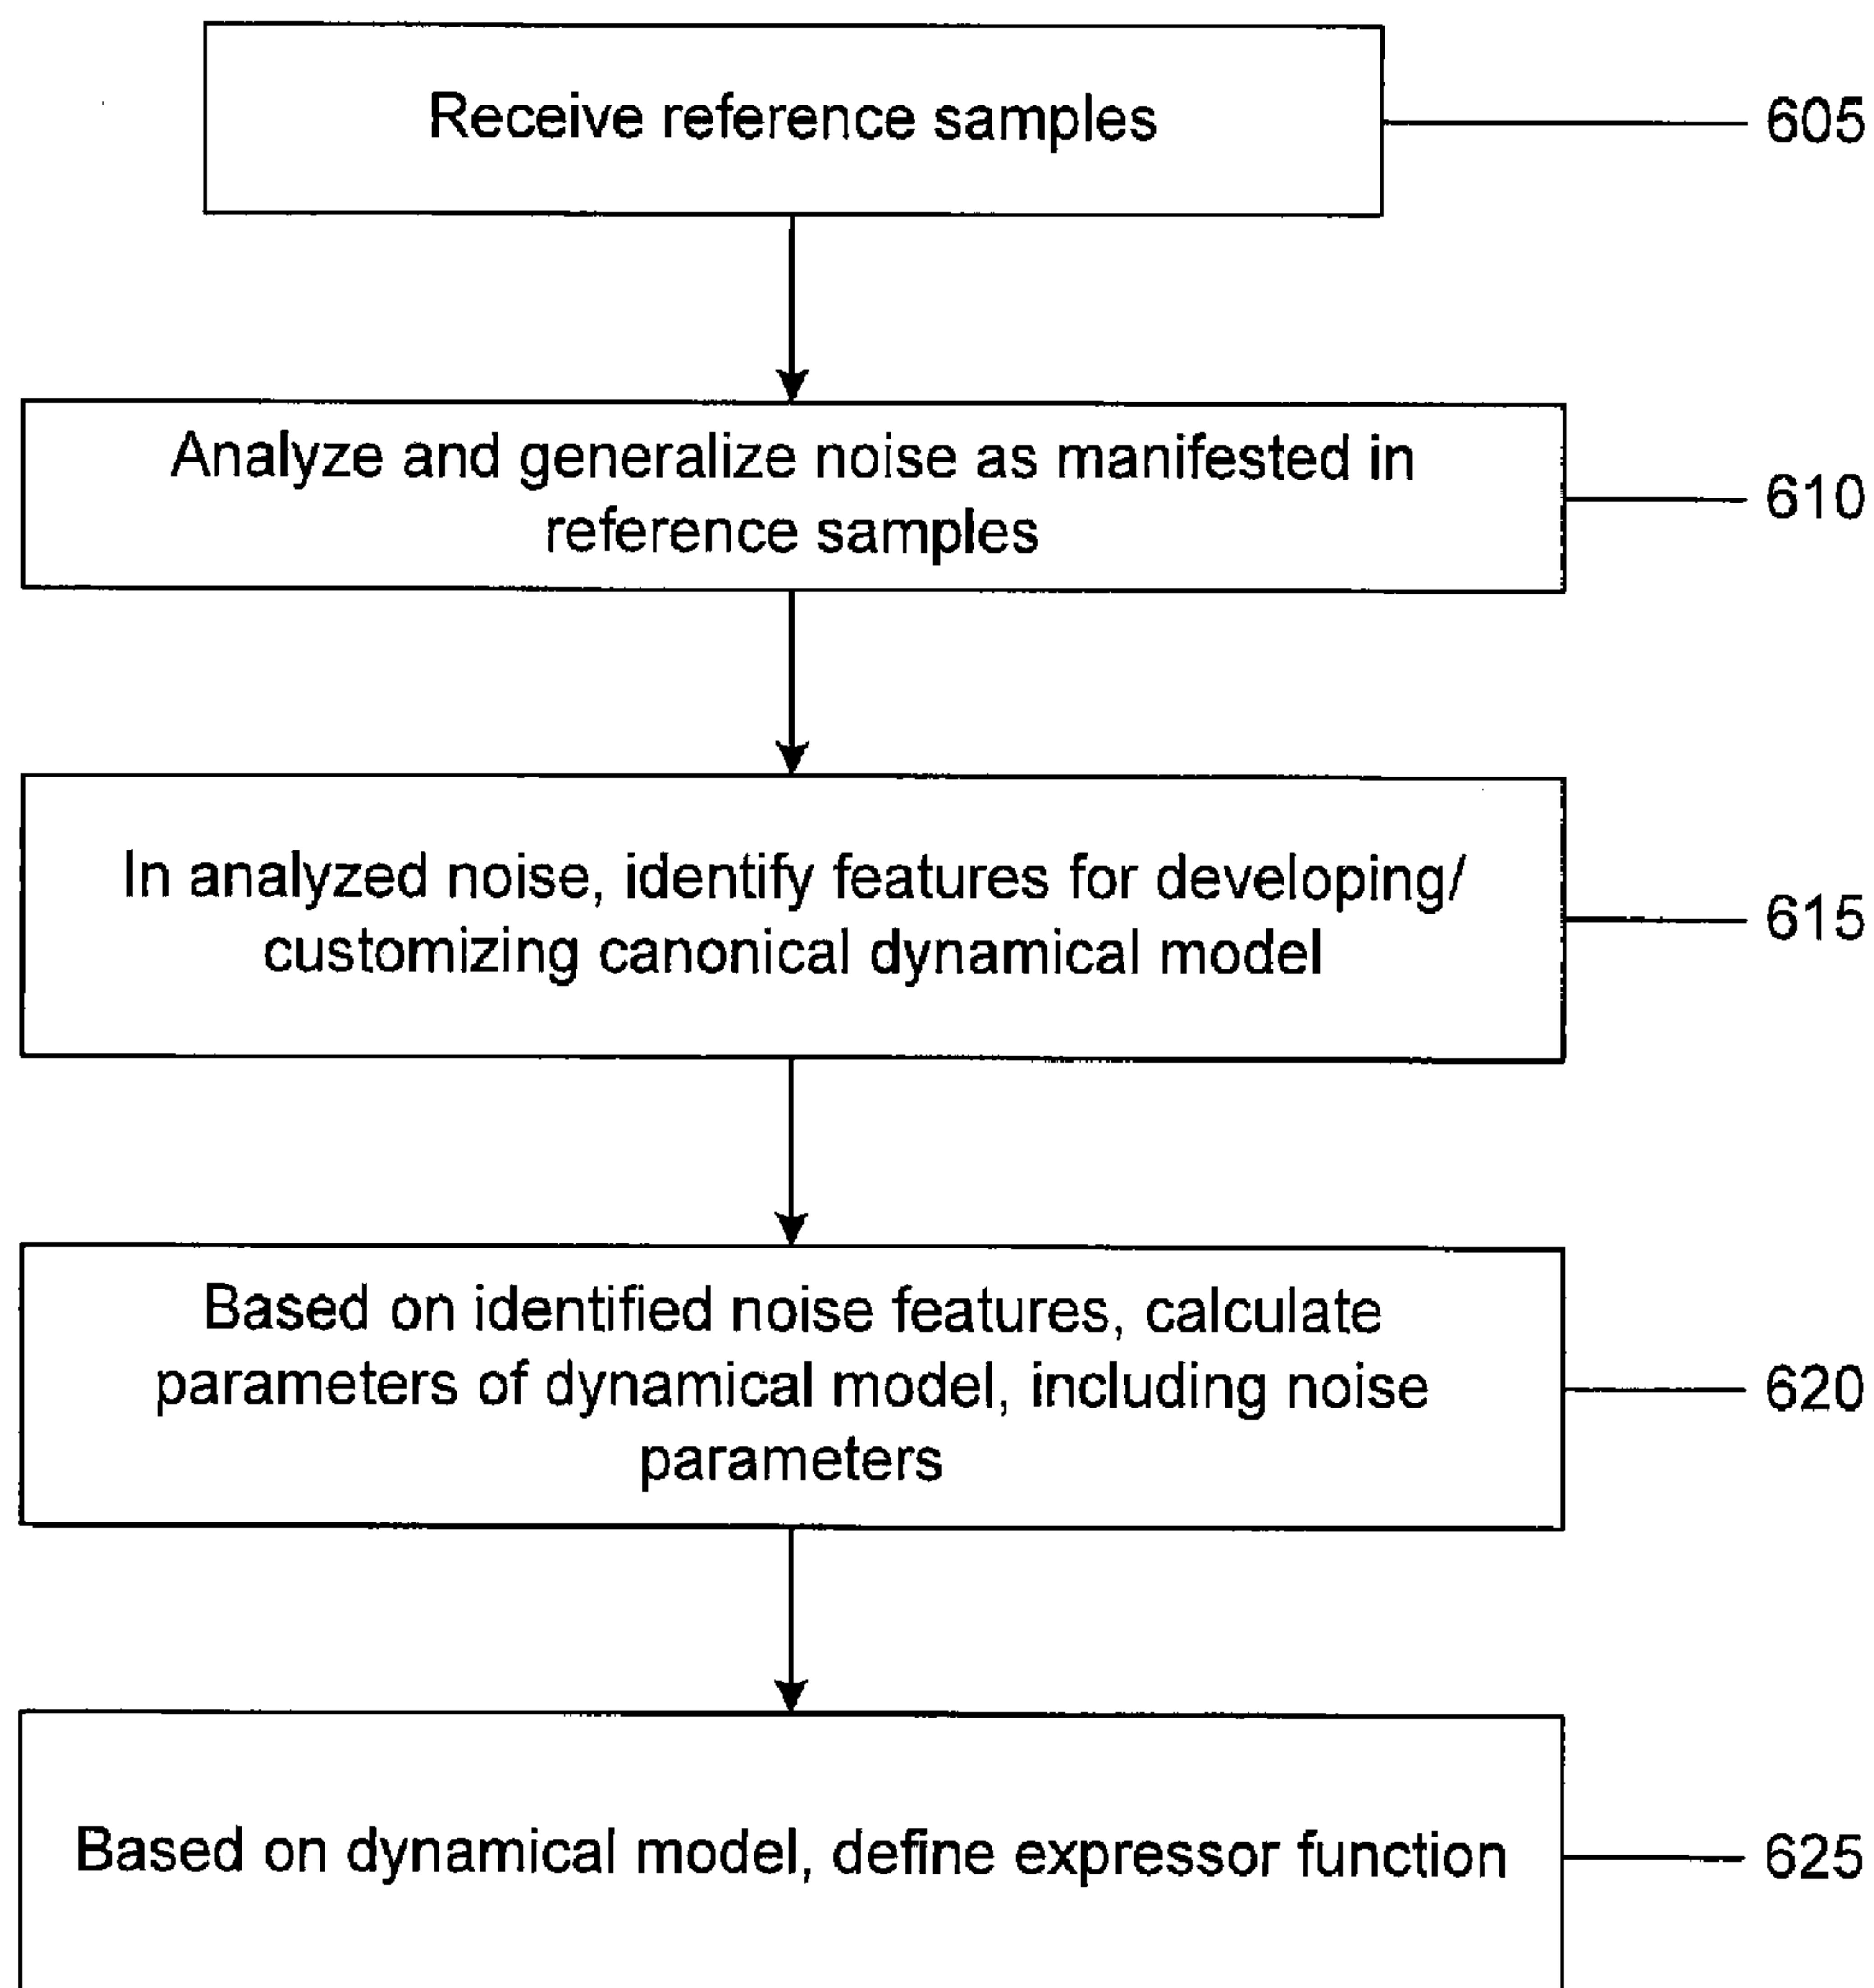 Receive reference samples
605
Analyze and generalize noise as manifested in
reference samples
610
In analyzed noise, identify features for developing/
customizing canonical dynamical model
615
Based on identified noise features, calculate
parameters of dynamical model, including noise
parameters
620
Based on dynamical model, define expressor function
625